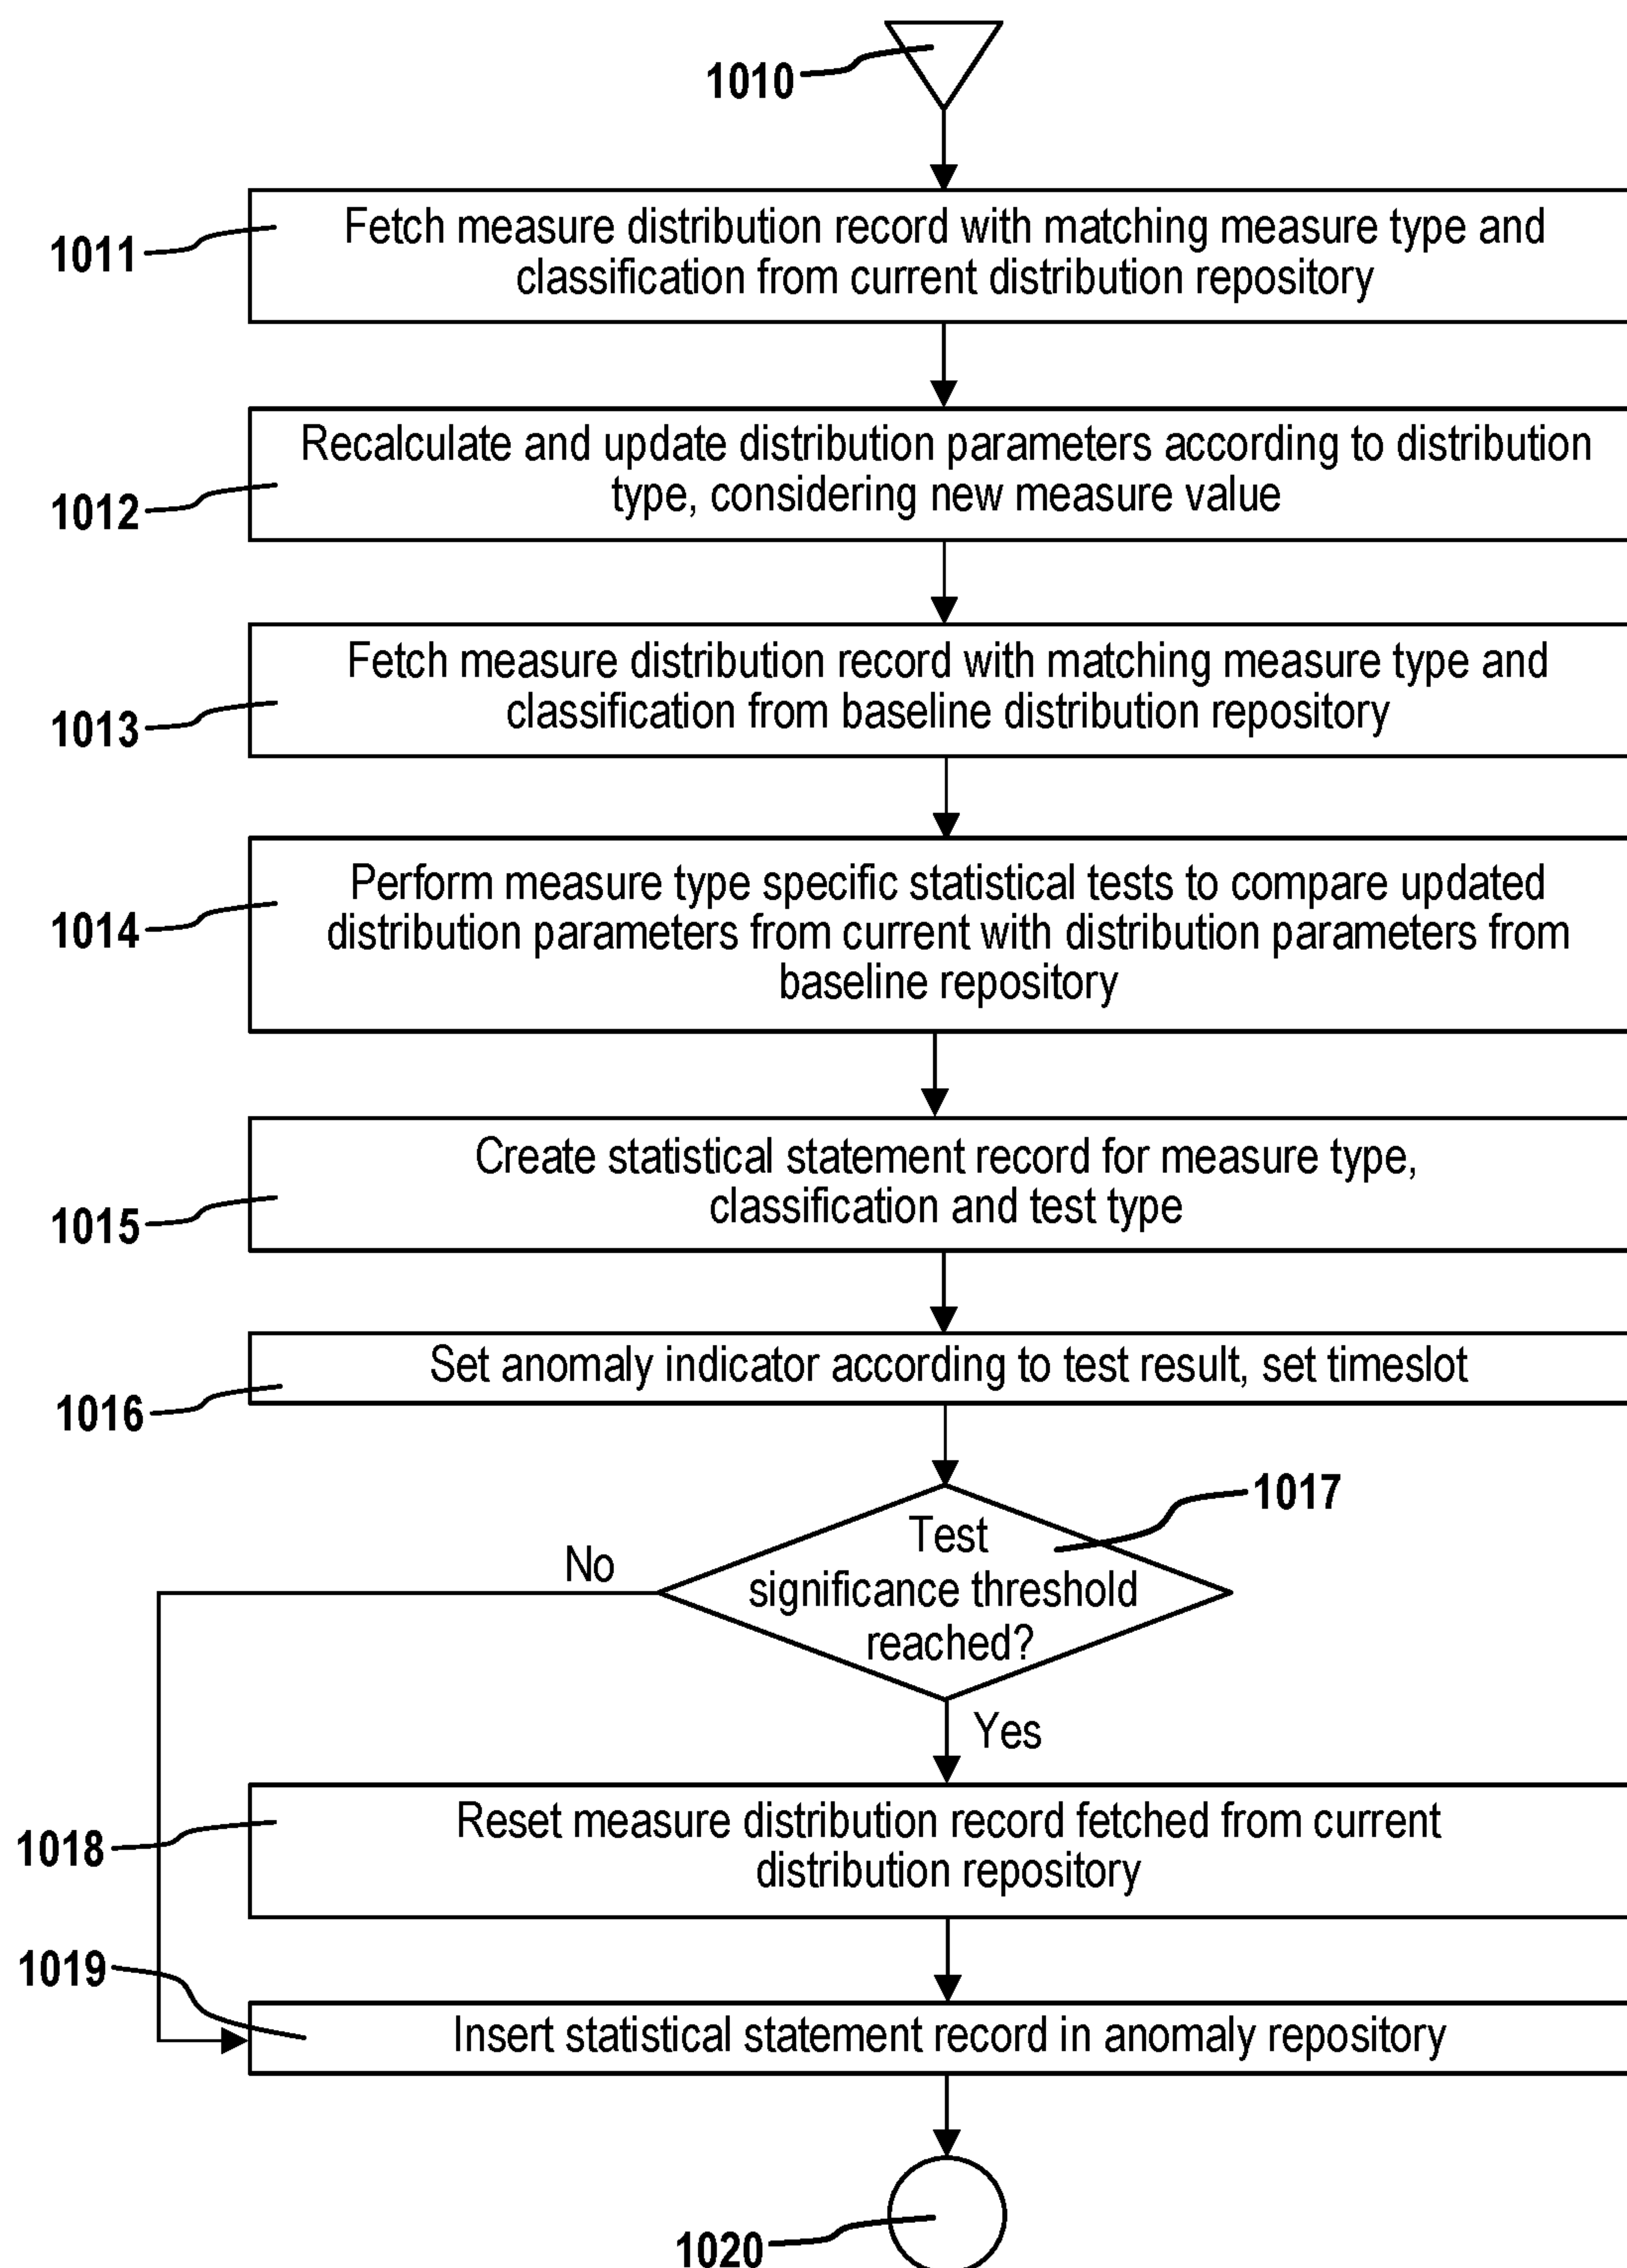 1010
1011
Fetch measure distribution record with matching measure type and
classification from current distribution repository
1012
Recalculate and update distribution parameters according to distribution
type, considering new measure value
1013
Fetch measure distribution record with matching measure type and
classification from baseline distribution repository
1014
Perform measure type specific statistical tests to compare updated
distribution parameters from current with distribution parameters from
baseline repository
1015
Create statistical statement record for measure type,
classification and test type
1016
Set anomaly indicator according to test result, set timeslot
1017
Test
significance threshold
reached?
No
Yes
1018
Reset measure distribution record fetched from current
distribution repository
1019
Insert statistical statement record in anomaly repository
1020